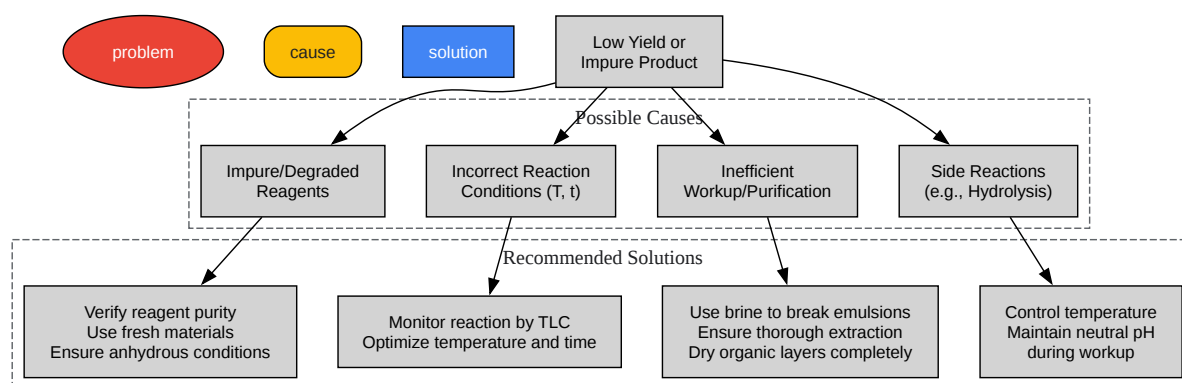 problem
cause
solution
Low Yield or
Impure Product
Possible Causes
Impure/Degraded
Reagents
Incorrect Reaction
Conditions (T, t)
Inefficient
Workup/Purification
Side Reactions
(e.g., Hydrolysis)
Recommended Solutions
Verify reagent purity
Use fresh materials
Ensure anhydrous conditions
Monitor reaction by TLC
Optimize temperature and time
Use brine to break emulsions
Ensure thorough extraction
Dry organic layers completely
Control temperature
Maintain neutral pH
during workup